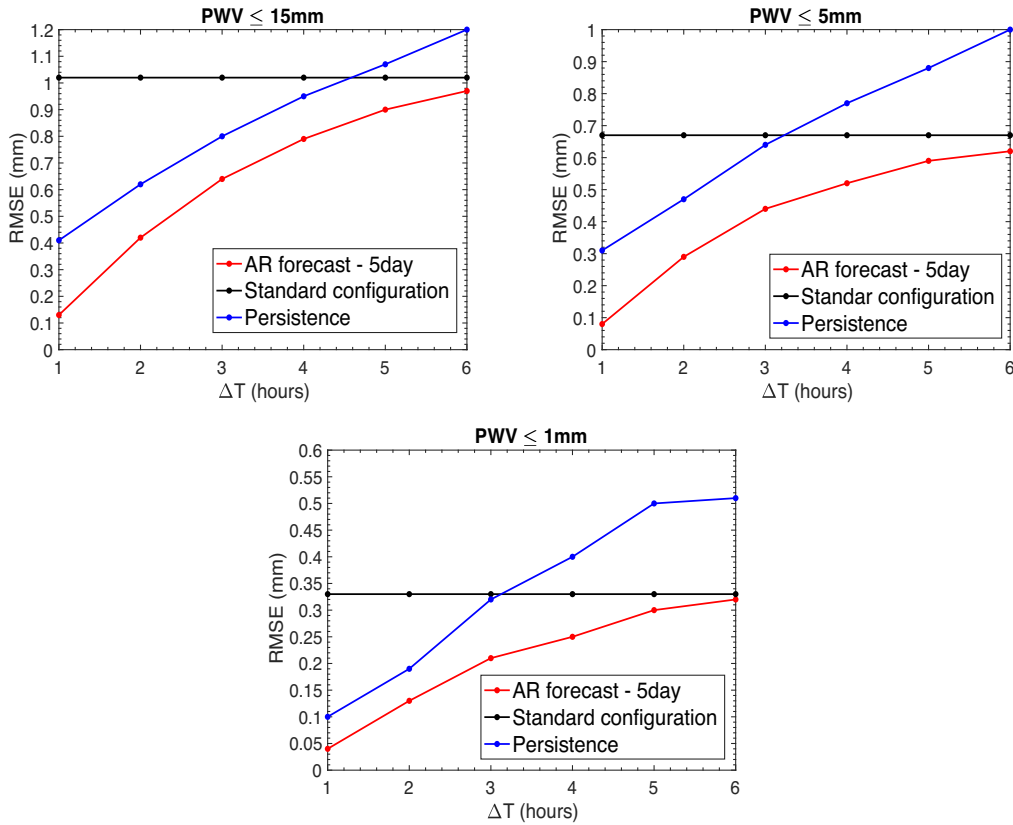 PWV ≤ 15mm
1.2
1.1
1
0.9
0.8
0.7
0.6
0.5
0.4
0.3
0.2
0.1
0
RMSE (mm)
AR forecast - 5day
Standard configuration
Persistence
1 2 3 4 5 6
ΔT (hours)
PWV ≤ 5mm
1
0.9
0.8
0.7
0.6
0.5
0.4
0.3
0.2
0.1
0
RMSE (mm)
AR forecast - 5day
Standar configuration
Persistence
1 2 3 4 5 6
ΔT (hours)
PWV ≤ 1mm
0.6
0.5
0.4
0.35
0.3
0.25
0.2
0.15
0.1
0.05
0
RMSE (mm)
AR forecast - 5day
Standard configuration
Persistence
1 2 3 4 5 6
ΔT (hours)